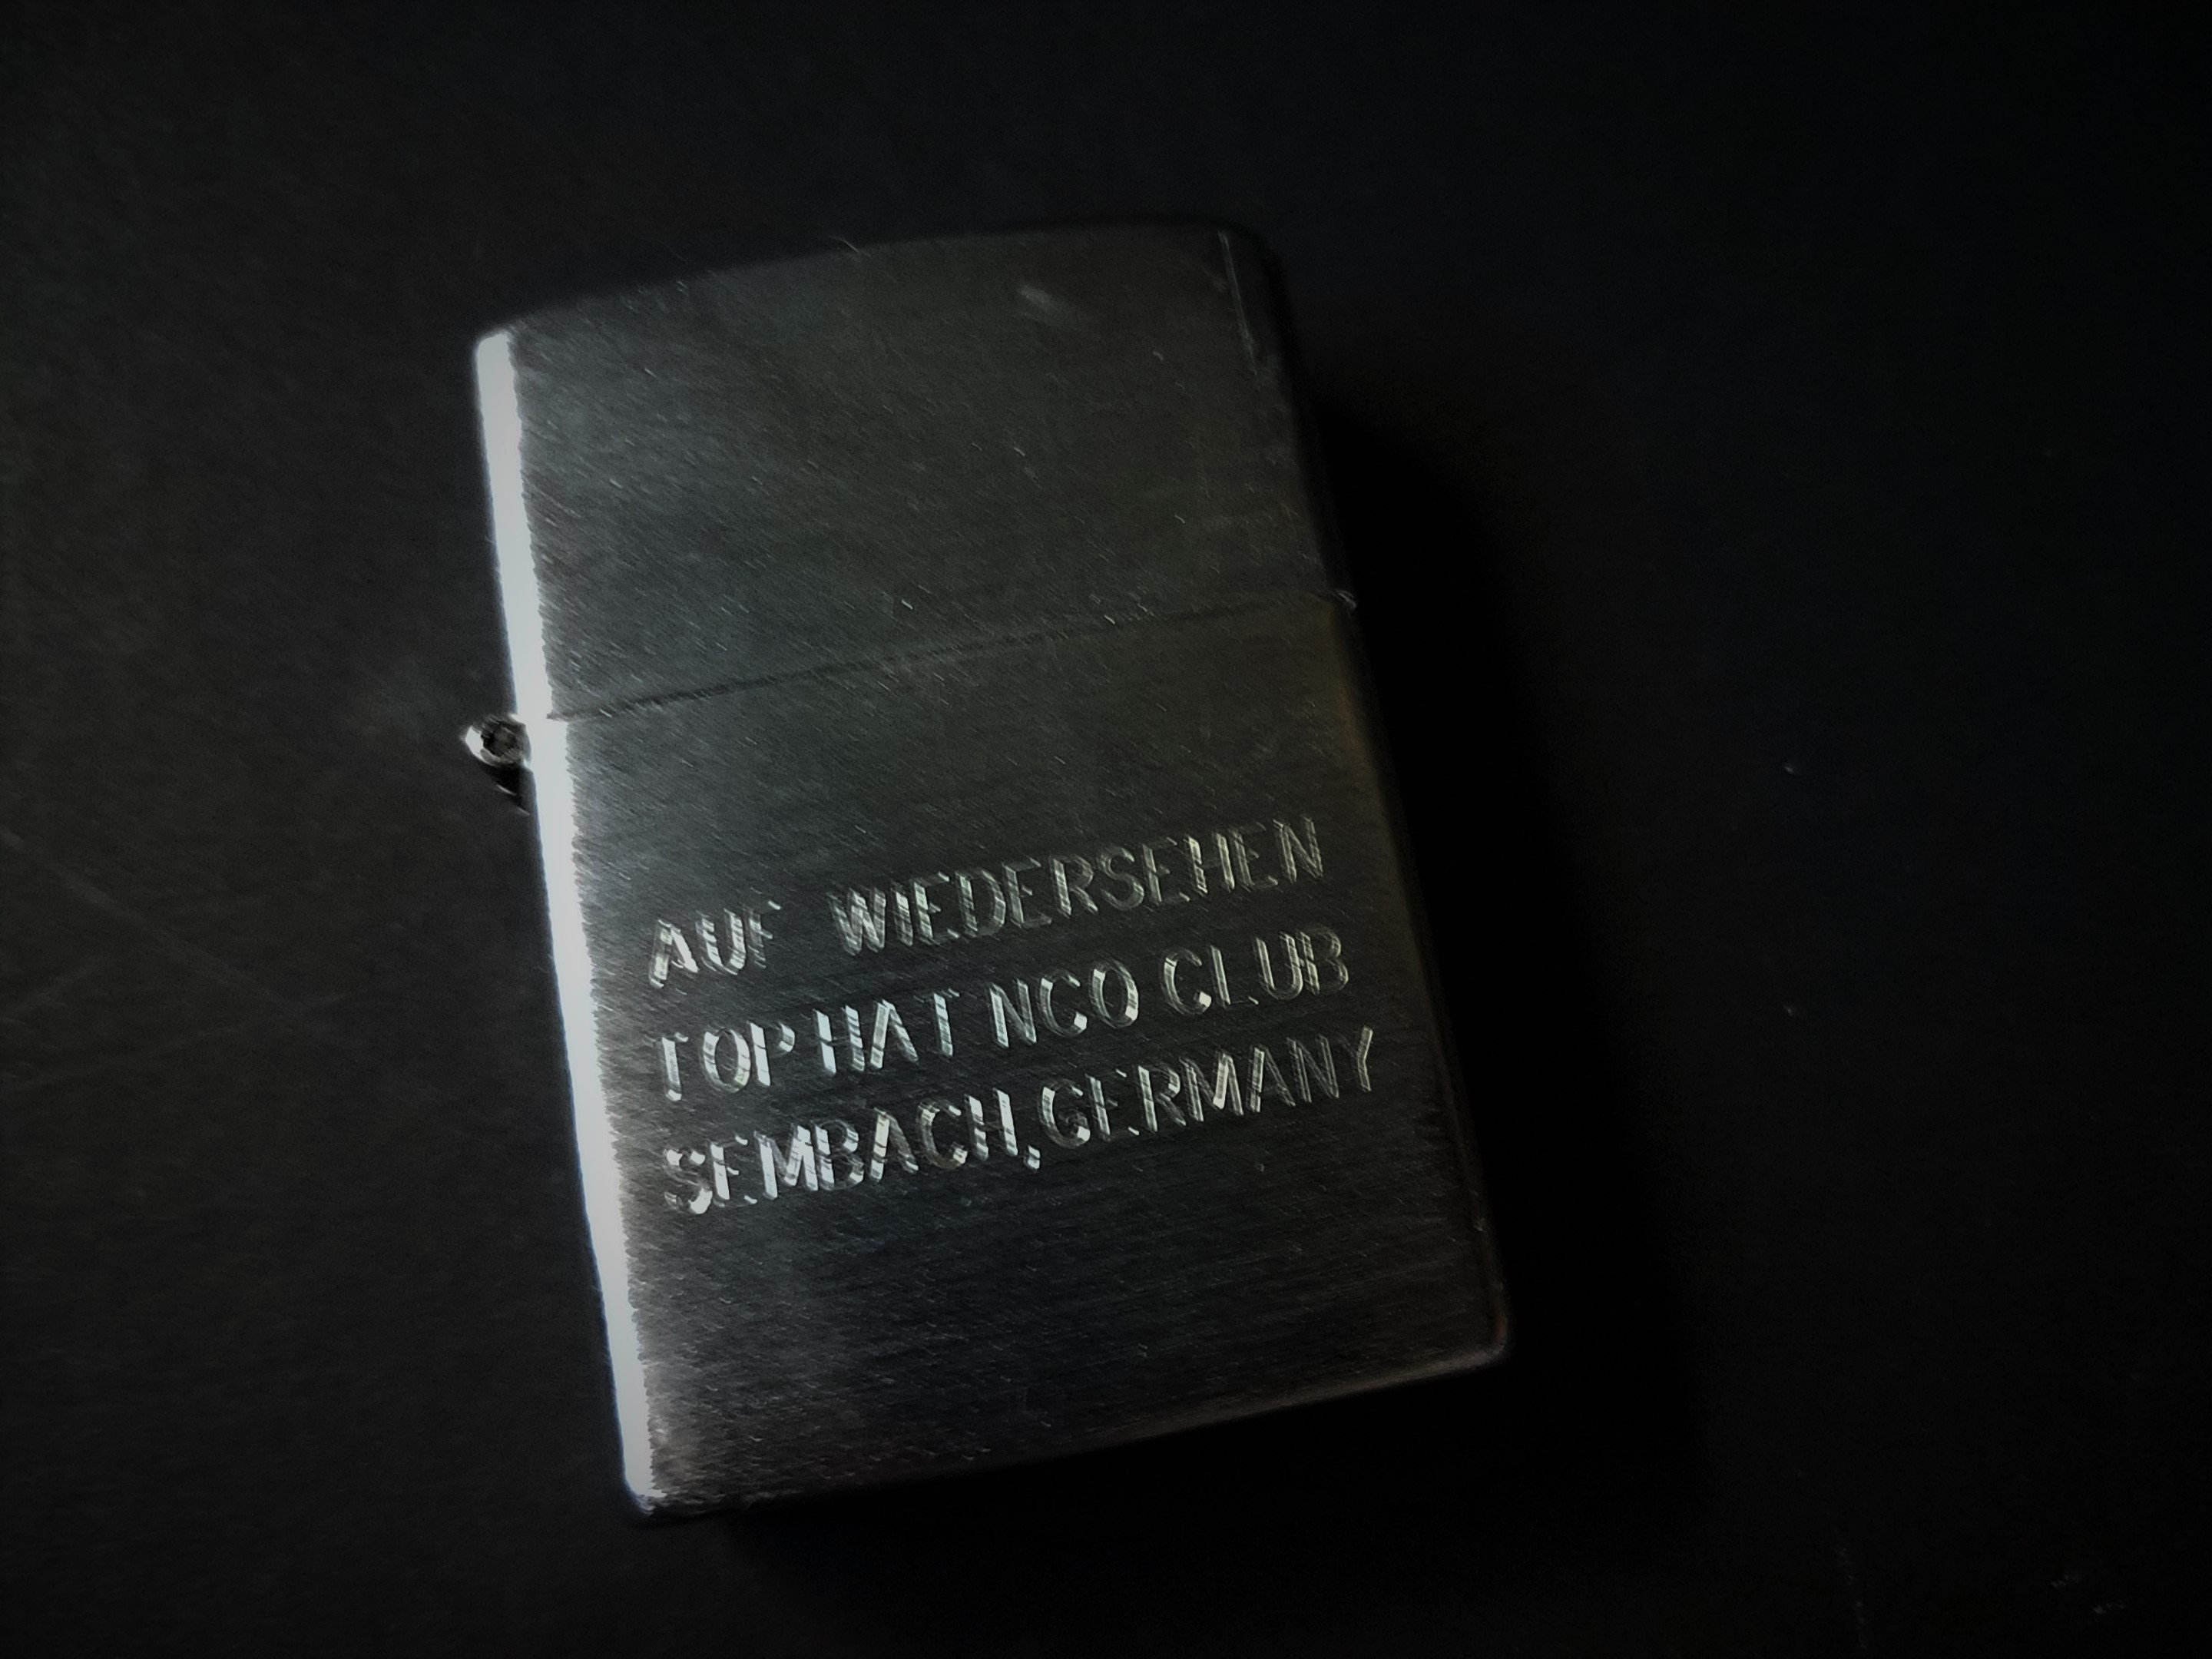 AUF WIEDERSEHEN
TOP HAT NCO CLUB
SEMBACH, GERMANY